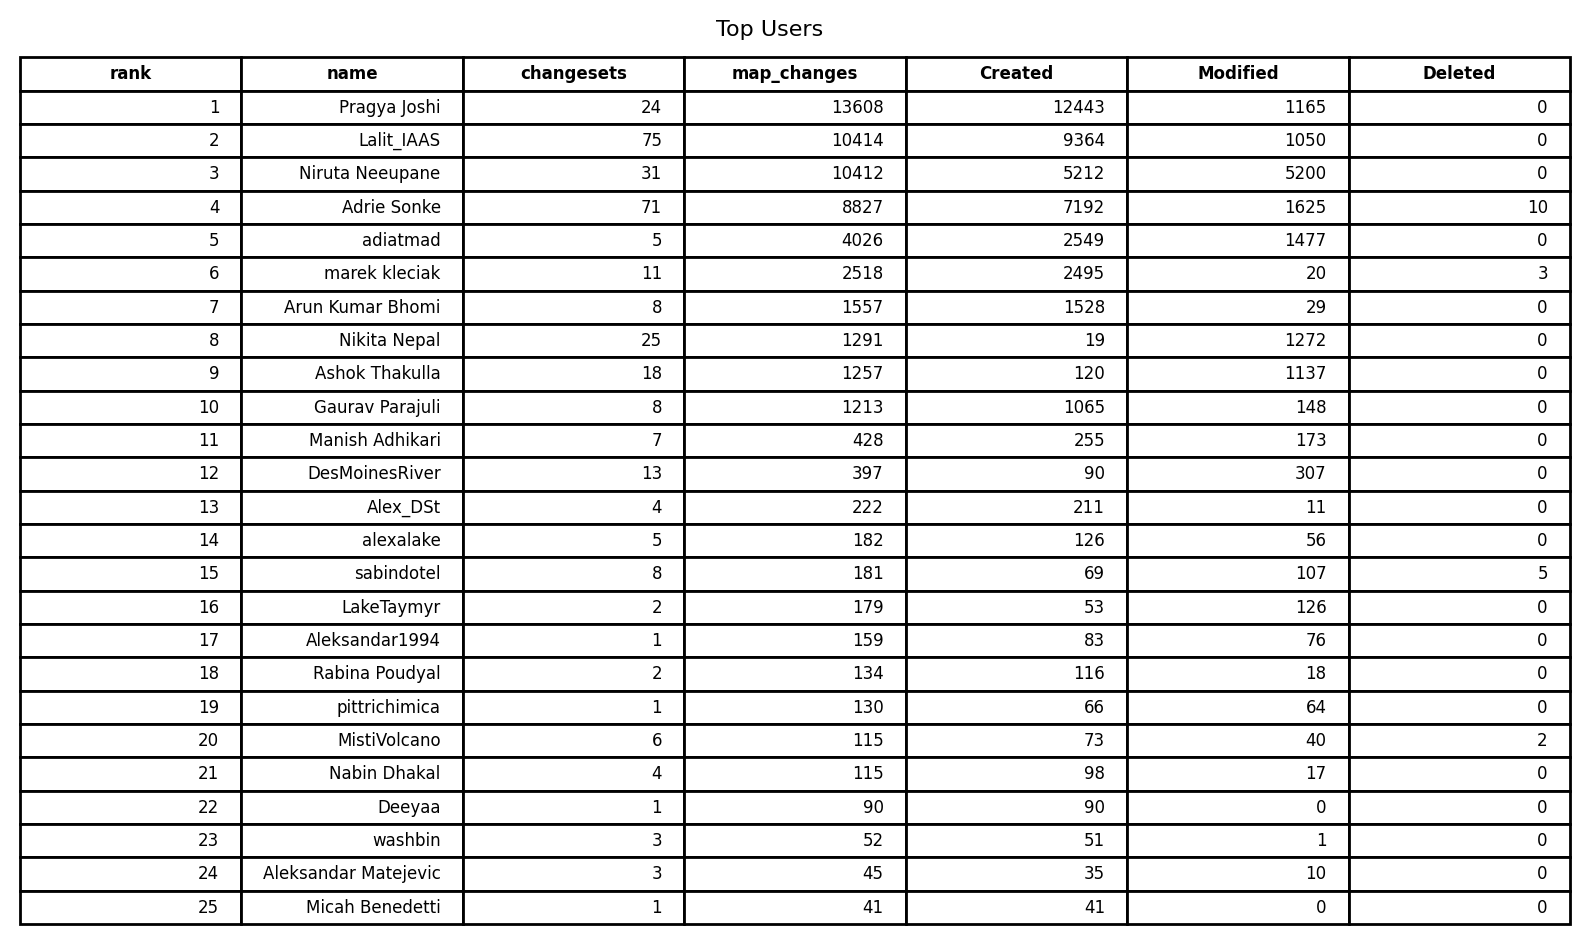 Top Users
rank name changesets map_changes Created Modified Deleted
1 Pragya Joshi 24 13608 12443 1165 0
2 Lalit_IAAS 75 10414 9364 1050 0
3 Niruta Neeupane 31 10412 5212 5200 0
4 Adrie Sonke 71 8827 7192 1625 10
5 adiatmad 5 4026 2549 1477 0
6 marek kleciak 11 2518 2495 20 3
7 Arun Kumar Bhomi 8 1557 1528 29 0
8 Nikita Nepal 25 1291 19 1272 0
9 Ashok Thakulla 18 1257 120 1137 0
10 Gaurav Parajuli 8 1213 1065 148 0
11 Manish Adhikari 7 428 255 173 0
12 DesMoinesRiver 13 397 90 307 0
13 Alex_DSt 4 222 211 11 0
14 alexalake 5 182 126 56 0
15 sabindotel 8 181 69 107 5
16 LakeTaymyr 2 179 53 126 0
17 Aleksandar1994 1 159 83 76 0
18 Rabina Poudyal 2 134 116 18 0
19 pittrichimica 1 130 66 64 0
20 MistiVolcano 6 115 73 40 2
21 Nabin Dhakal 4 115 98 17 0
22 Deeyaa 1 90 90 0 0
23 washbin 3 52 51 1 0
24 Aleksandar Matejevic 3 45 35 10 0
25 Micah Benedetti 1 41 41 0 0